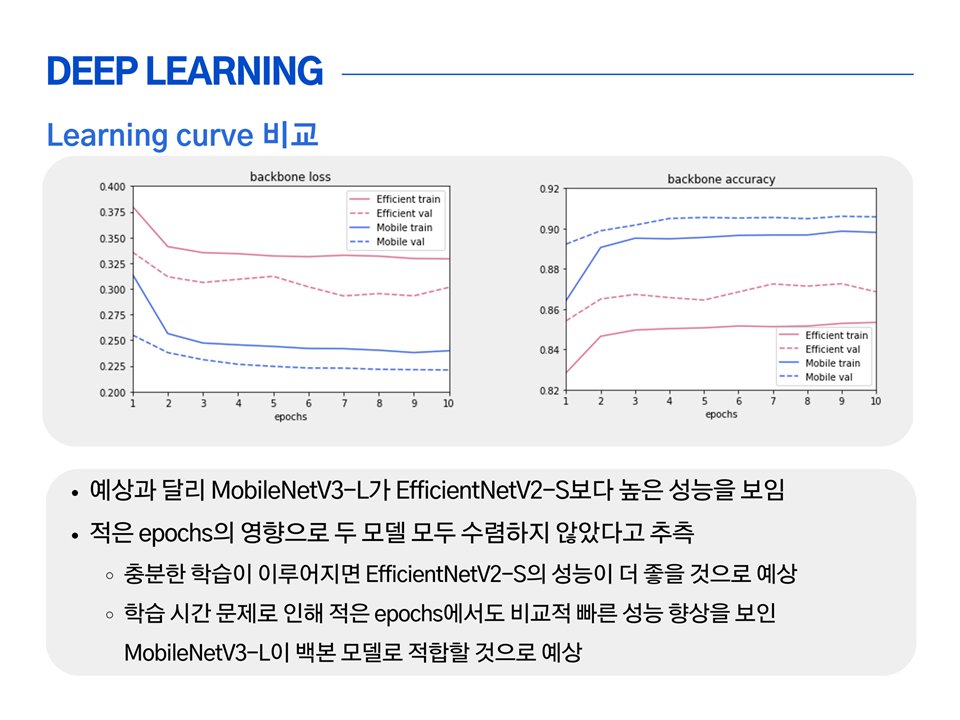 DEEP LEARNING
Learning curve 비교
backbone loss
0.400
0.375
0.350
0.325
0.300
0.275
0.250
0.225
0.200
Efficient train
Efficient val
Mobile train
Mobile val
1 2 3 4 5 6 7 8 9 10
epochs
backbone accuracy
0.92
0.90
0.88
0.86
0.84
0.82
Efficient train
Efficient val
Mobile train
Mobile val
1 2 3 4 5 6 7 8 9 10
epochs
• 예상과 달리 MobileNetV3-L가 EfficientNetV2-S보다 높은 성능을 보임
• 적은 epochs의 영향으로 두 모델 모두 수렴하지 않았다고 추측
◦ 충분한 학습이 이루어지면 EfficientNetV2-S의 성능이 더 좋을 것으로 예상
◦ 학습 시간 문제로 인해 적은 epochs에서도 비교적 빠른 성능 향상을 보인
MobileNetV3-L이 백본 모델로 적합할 것으로 예상